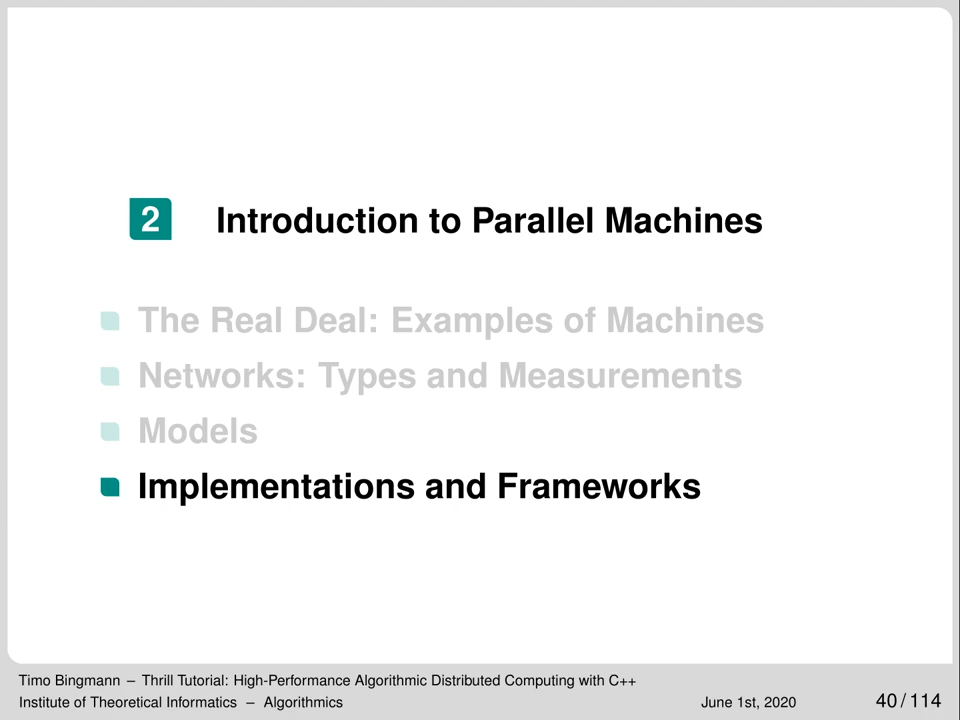 2 Introduction to Parallel Machines
The Real Deal: Examples of Machines
Networks: Types and Measurements
Models
Implementations and Frameworks
Timo Bingmann – Thrill Tutorial: High-Performance Algorithmic Distributed Computing with C++
Institute of Theoretical Informatics – Algorithmics June 1st, 2020 40 / 114